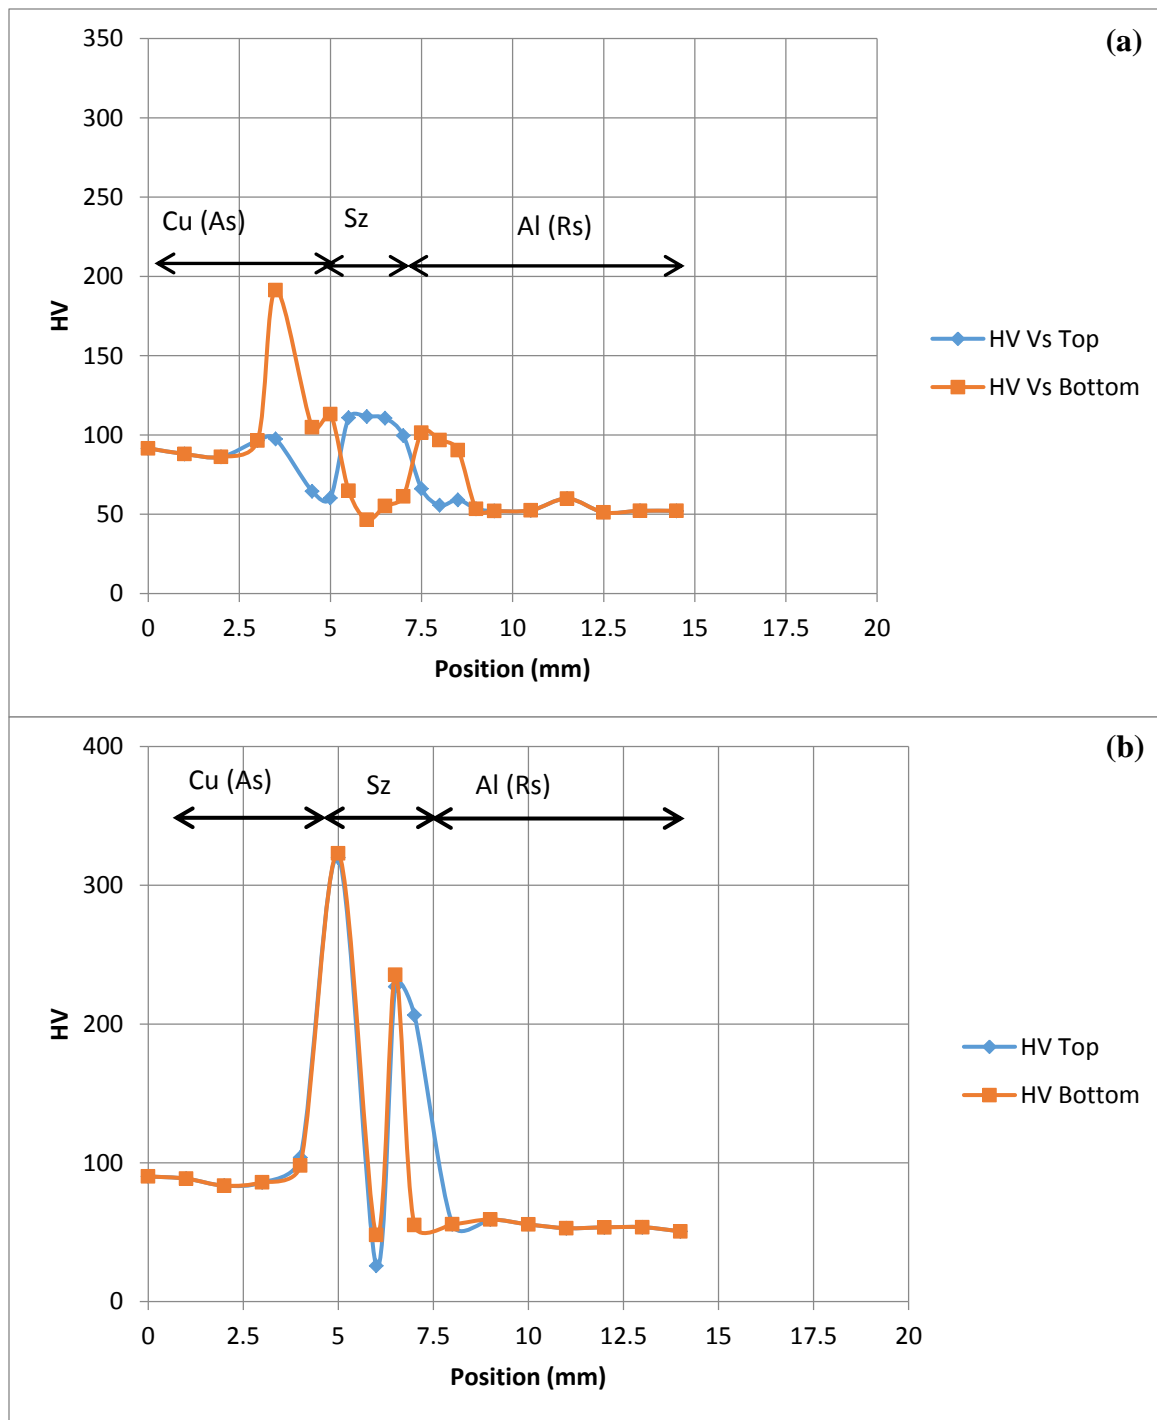 (a)
350
300
250
200
150
100
50
0
HV
Cu (As)
Sz
Al (Rs)
HV Vs Top
HV Vs Bottom
0 2.5 5 7.5 10 12.5 15 17.5 20
Position (mm)
(b)
400
300
200
100
0
HV
Cu (As)
Sz
Al (Rs)
HV Top
HV Bottom
0 2.5 5 7.5 10 12.5 15 17.5 20
Position (mm)